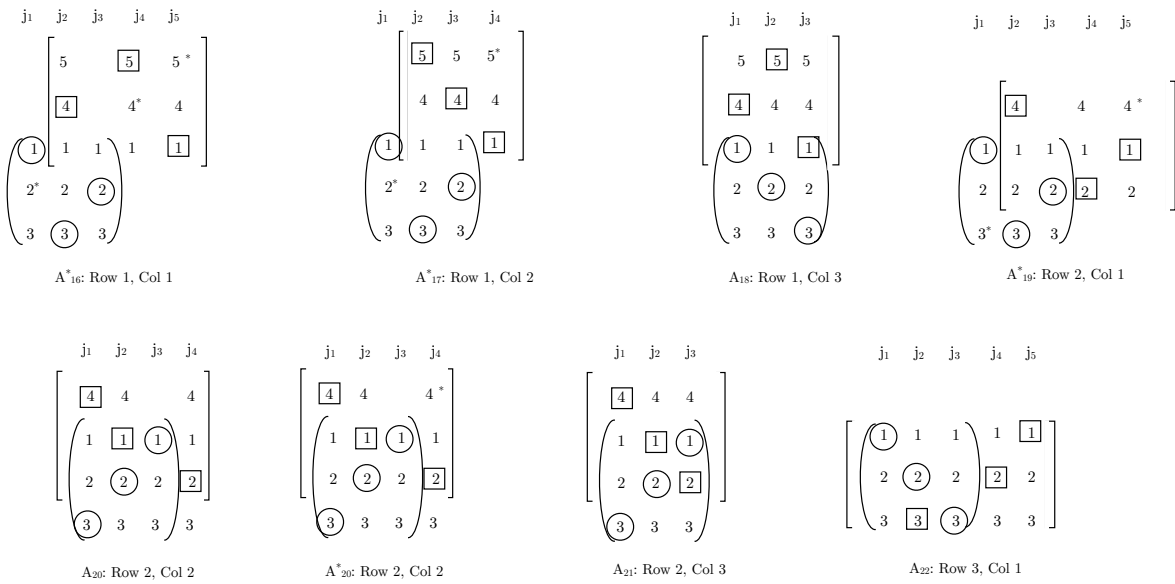 j₁ j₂ j₃ j₄ j₅
5 5 5*
4 4* 4
1 1 1 1 1
2* 2 2
3 3 3
A*₁₆: Row 1, Col 1
j₁ j₂ j₃ j₄
5 5 5*
4 4 4
1 1 1 1
2* 2 2
3 3 3
A*₁₇: Row 1, Col 2
j₁ j₂ j₃
5 5 5
4 4 4
1 1 1
2 2 2
3 3 3
A₁₈: Row 1, Col 3
j₁ j₂ j₃ j₄ j₅
4 4 4*
1 1 1 1 1
2 2 2 2 2
3* 3 3
A*₁₉: Row 2, Col 1
j₁ j₂ j₃ j₄
4 4 4
1 1 1 1
2 2 2 2
3 3 3 3
A₂₀: Row 2, Col 2
j₁ j₂ j₃ j₄
4 4 4*
1 1 1 1
2 2 2 2
3 3 3 3
A*₂₀: Row 2, Col 2
j₁ j₂ j₃
4 4 4
1 1 1
2 2 2
3 3 3
A₂₁: Row 2, Col 3
j₁ j₂ j₃ j₄ j₅
1 1 1 1 1
2 2 2 2 2
3 3 3 3 3
A₂₂: Row 3, Col 1